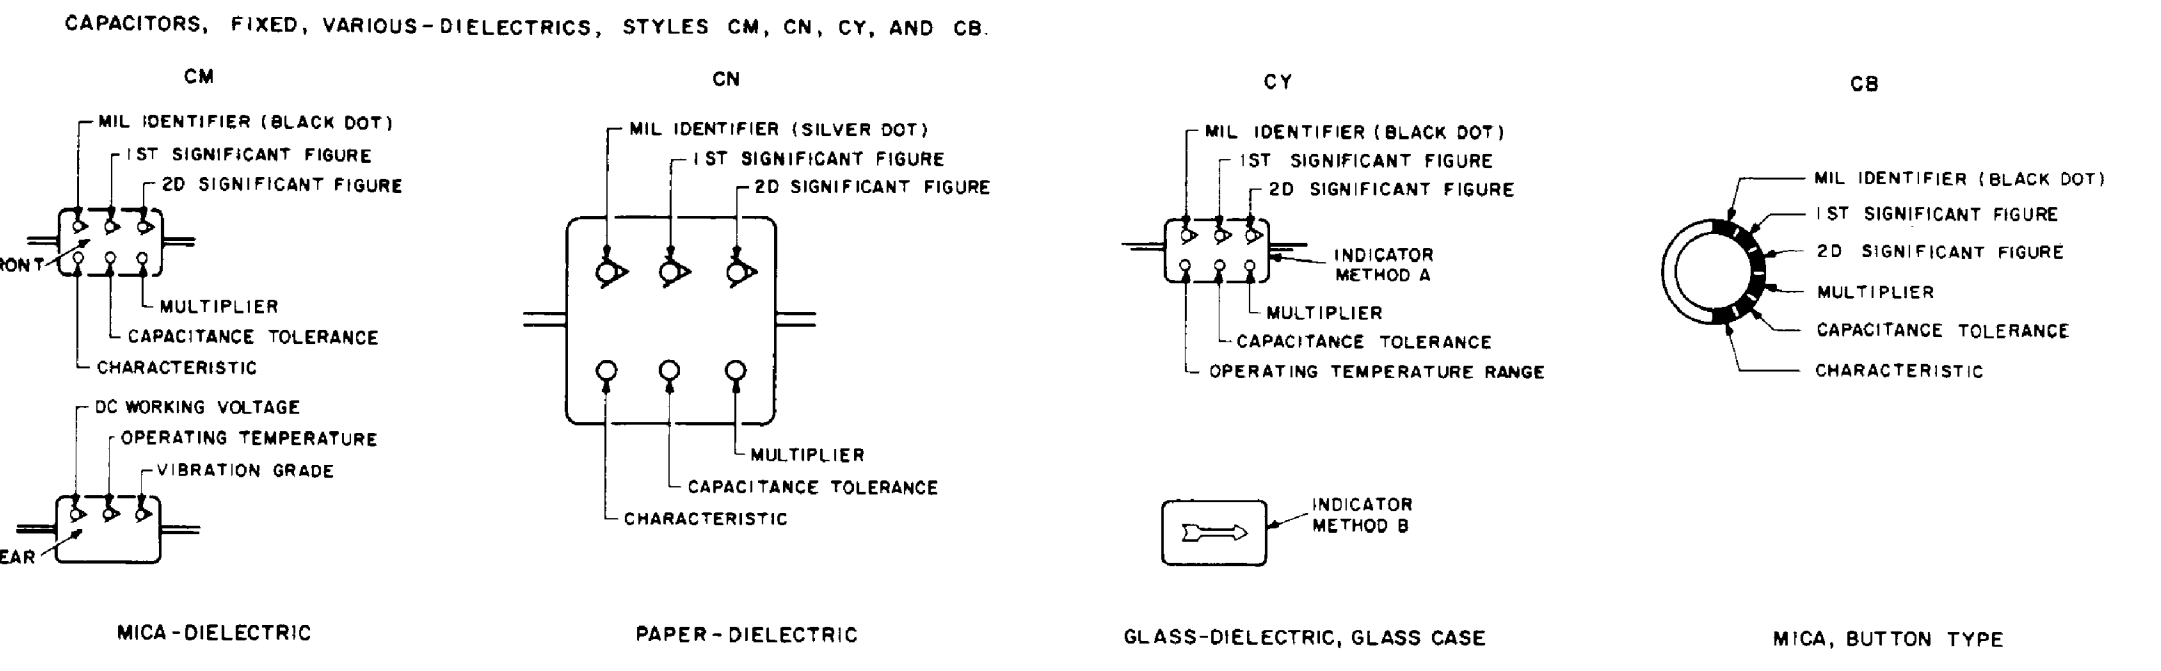 CAPACITORS, FIXED, VARIOUS-DIELECTRICS, STYLES CM, CN, CY, AND CB.
CM
MIL IDENTIFIER (BLACK DOT)
1ST SIGNIFICANT FIGURE
2D SIGNIFICANT FIGURE
RONT
MULTIPLIER
CAPACITANCE TOLERANCE
CHARACTERISTIC
DC WORKING VOLTAGE
OPERATING TEMPERATURE
VIBRATION GRADE
EAR
MICA-DIELECTRIC
CN
MIL IDENTIFIER (SILVER DOT)
1ST SIGNIFICANT FIGURE
2D SIGNIFICANT FIGURE
MULTIPLIER
CAPACITANCE TOLERANCE
CHARACTERISTIC
PAPER-DIELECTRIC
CY
MIL IDENTIFIER (BLACK DOT)
1ST SIGNIFICANT FIGURE
2D SIGNIFICANT FIGURE
INDICATOR
METHOD A
MULTIPLIER
CAPACITANCE TOLERANCE
OPERATING TEMPERATURE RANGE
INDICATOR
METHOD B
GLASS-DIELECTRIC, GLASS CASE
CB
MIL IDENTIFIER (BLACK DOT)
1ST SIGNIFICANT FIGURE
2D SIGNIFICANT FIGURE
MULTIPLIER
CAPACITANCE TOLERANCE
CHARACTERISTIC
MICA, BUTTON TYPE